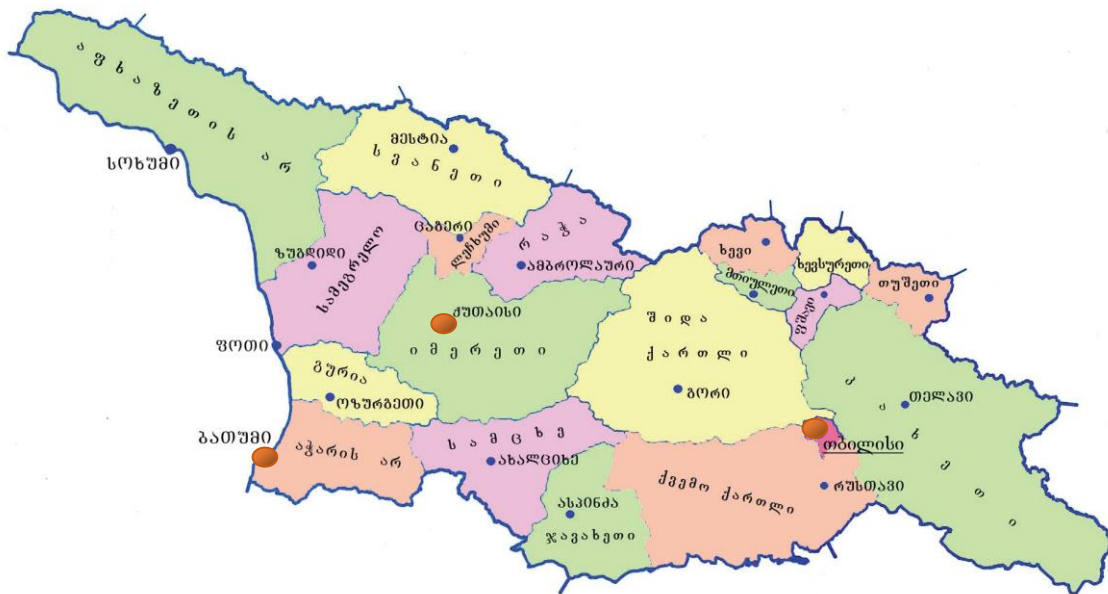 აფხაზეთის არ
მესტია
სვანეთი
სოხუმი
ცაგერი
ლეჩხუმი
რაჭა
ამბროლაური
ზუგდიდი
სამეგრელო
ხევი
ხევსურეთი
მთიულეთი
თუშეთი
ფშავი
ქუთაისი
იმერეთი
შიდა
ქართლი
ფოთი
გურია
ოზურგეთი
გორი
კახეთი
თელავი
ბათუმი
აჭარის არ
სამცხე
ახალციხე
თბილისი
ქვემო ქართლი
რუსთავი
ასპინძა
ჯავახეთი